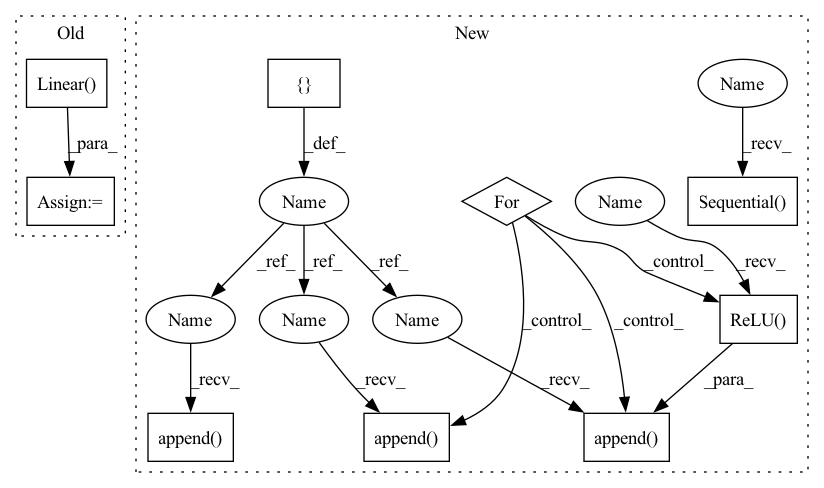 Old
New
Linear()
{}
Name
_para_
_def_
_recv_
Assign:=
Name
For
Name
Sequential()
_ref_
_ref_
_ref_
_control_
_recv_
Name
Name
Name
_control_
_control_
ReLU()
_recv_
_recv_
_recv_
_para_
append()
append()
append()